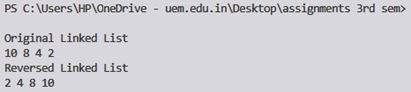 PS C:\Users\HP\OneDrive - uem.edu.in\Desktop\assignments 3rd sem>
Original Linked List
10 8 4 2
Reversed Linked List
2 4 8 10